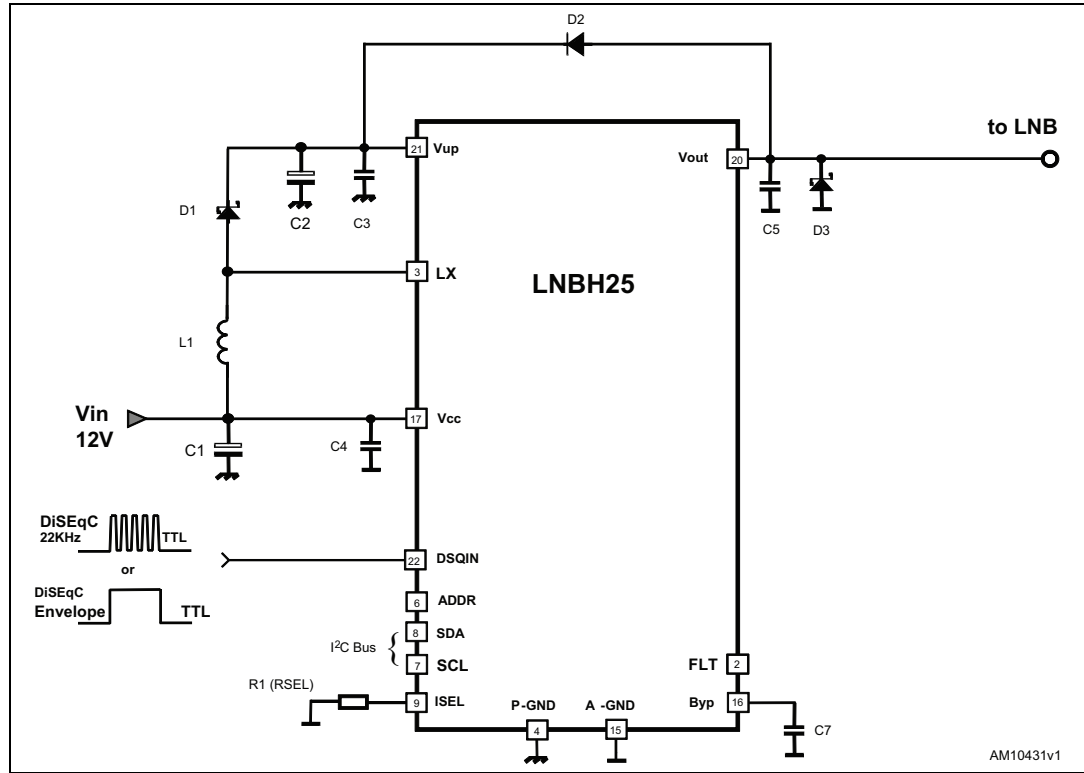 D2
to LNB
21 Vup
Vout 20
D1
C2
C3
C5
D3
3 LX
LNBH25
L1
Vin
12V
17 Vcc
C1
C4
DiSEqC
22KHz
TTL
or
DiSEqC
Envelope
TTL
22 DSQIN
6 ADDR
I²C Bus {
8 SDA
7 SCL
FLT 2
R1 (RSEL)
9 ISEL
P-GND
4
A -GND
15
Byp 16
C7
AM10431v1